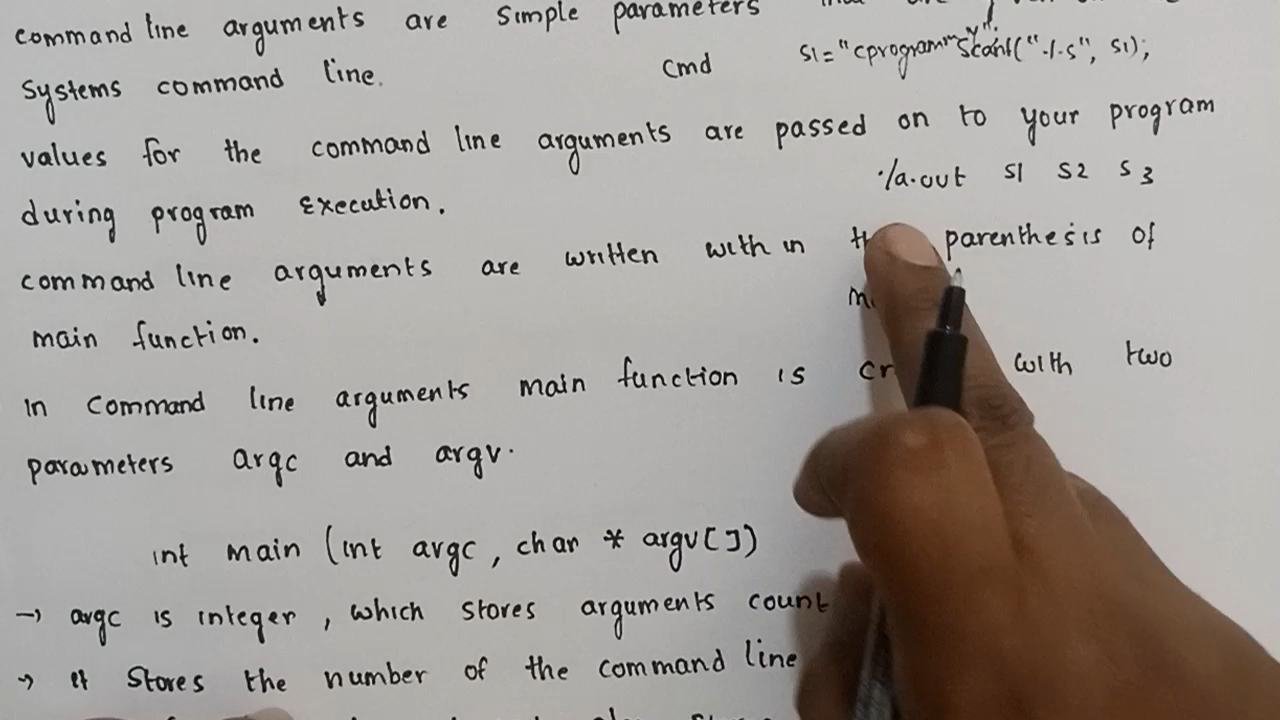 command line arguments are simple parameters
systems command line. cmd s1="cprogramm scanf("-/-s", s1);
values for the command line arguments are passed on to your program
./a.out s1 s2 s3
during program execution.
command line arguments are written with in parenthesis of
main function.
In command line arguments main function is with two
parameters argc and argv.
int main (int argc, char * argv[])
→ argc is integer, which stores arguments count
→ It stores the number of the command line